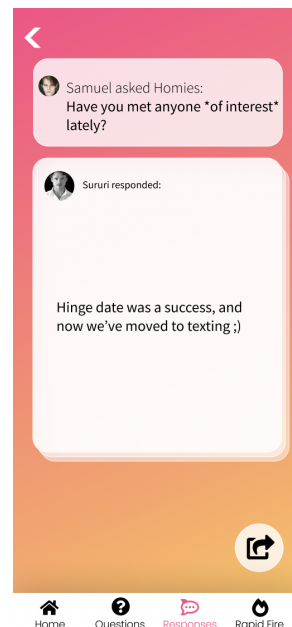 Samuel asked Homies:
Have you met anyone *of interest*
lately?
Sururi responded:
Hinge date was a success, and
now we've moved to texting ;)
Home Questions Responses Rapid Fire